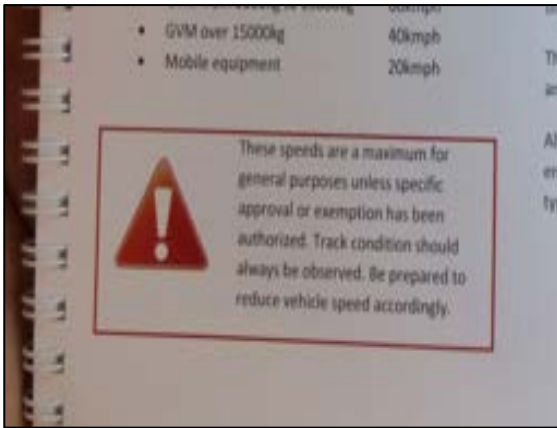 • GVM over 15000kg 40kmph
• Mobile equipment 20kmph
These speeds are a maximum for
general purposes unless specific
approval or exemption has been
authorized. Track condition should
always be observed. Be prepared to
reduce vehicle speed accordingly.